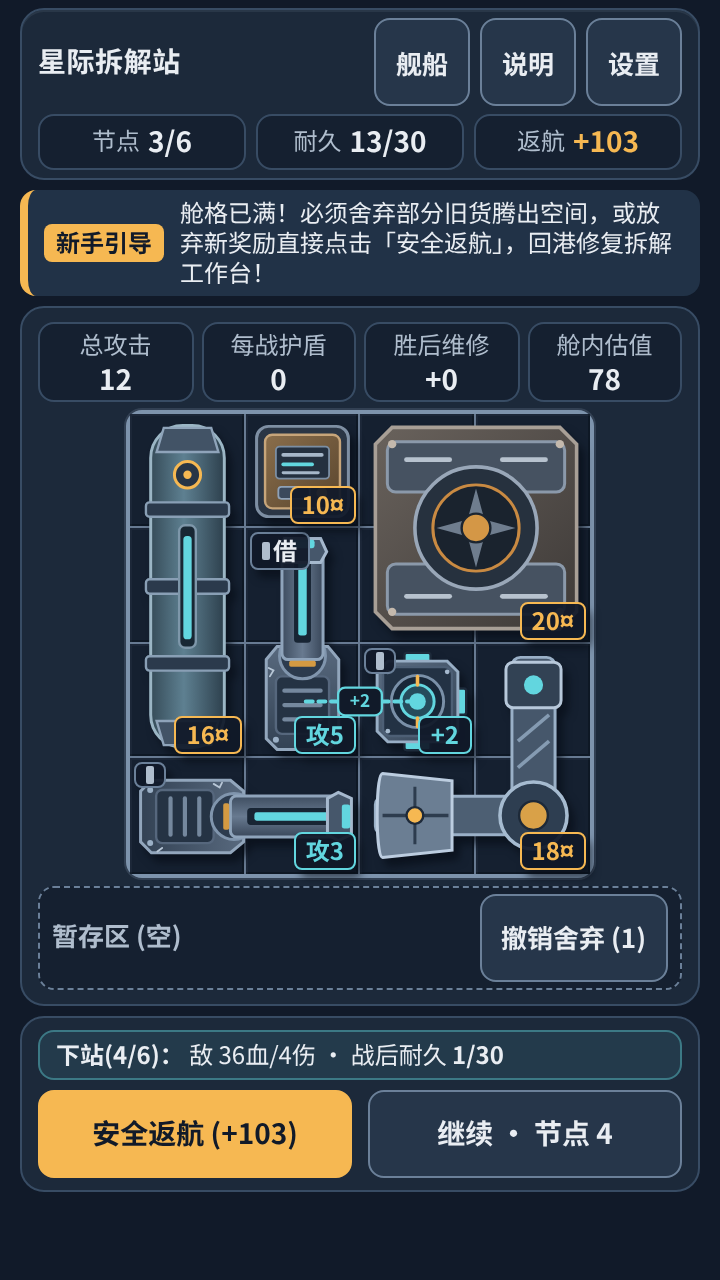 星际拆解站
舰船
说明
设置
节点 3/6
耐久 13/30
返航 +103
新手引导
舱格已满！必须舍弃部分旧货腾出空间，或放
弃新奖励直接点击「安全返航」，回港修复拆解
工作台！
总攻击
12
每战护盾
0
胜后维修
+0
舱内估值
78
10¤
借
20¤
+2
16¤
攻5
+2
攻3
18¤
暂存区 (空)
撤销舍弃 (1)
下站(4/6)： 敌 36血/4伤 · 战后耐久 1/30
安全返航 (+103)
继续 · 节点 4